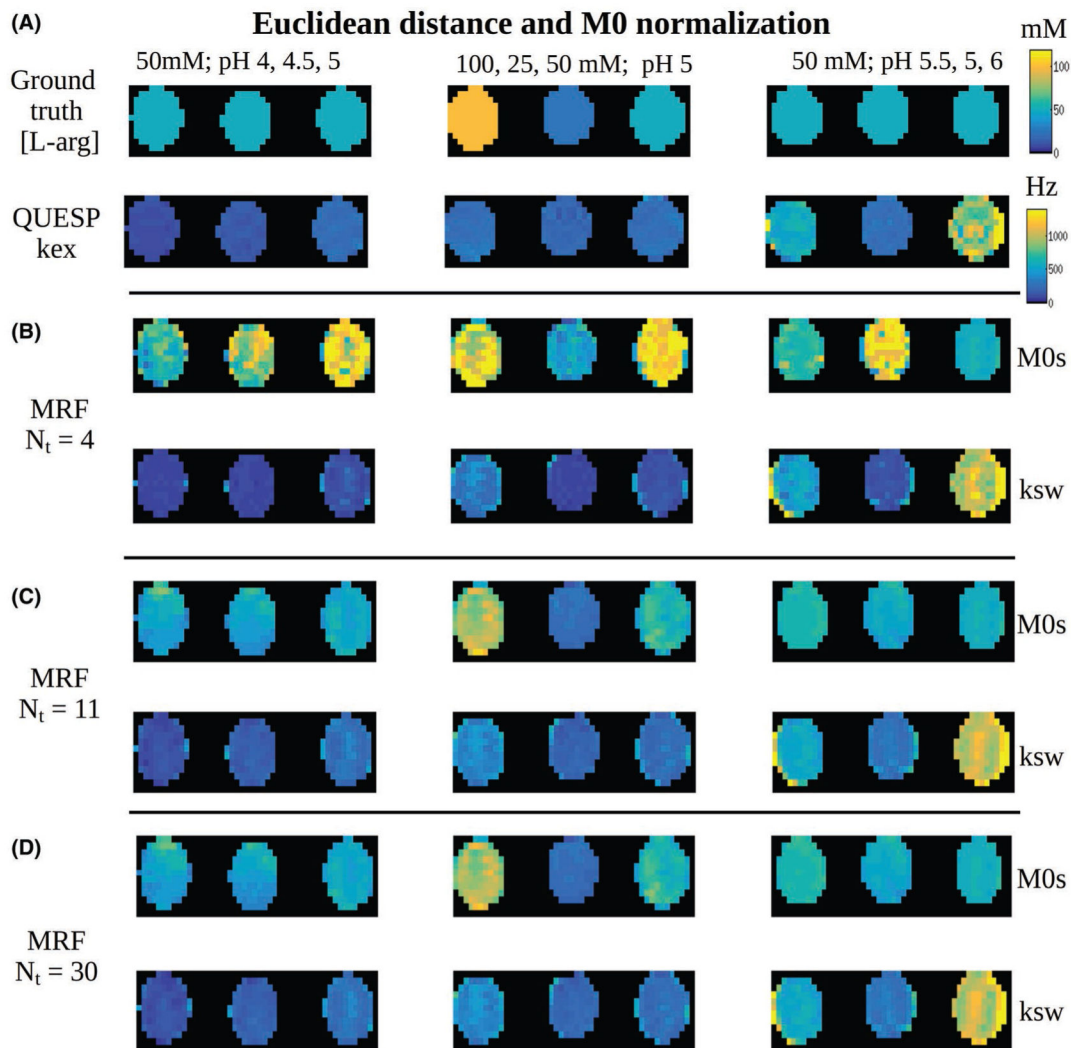 (A)
Euclidean distance and M0 normalization
mM
50mM; pH 4, 4.5, 5
100, 25, 50 mM; pH 5
50 mM; pH 5.5, 5, 6
Ground
truth
[L-arg]
100
50
0
QUESP
kex
Hz
1000
500
0
(B)
M0s
MRF
Nt = 4
ksw
(C)
M0s
MRF
Nt = 11
ksw
(D)
M0s
MRF
Nt = 30
ksw